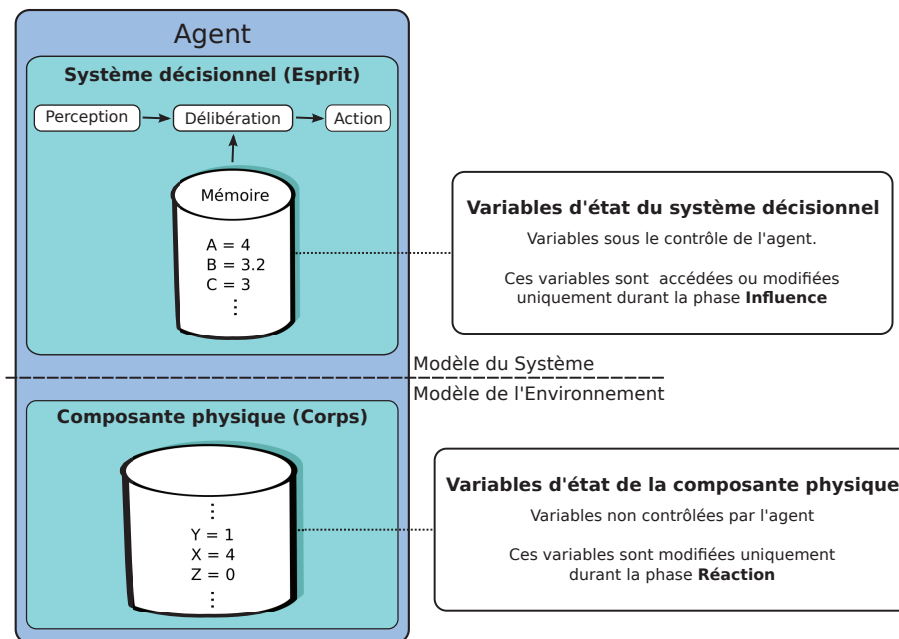 Agent
Système décisionnel (Esprit)
Perception
Délibération
Action
Mémoire
A = 4
B = 3.2
C = 3
⋮
Variables d'état du système décisionnel
Variables sous le contrôle de l'agent.
Ces variables sont accédées ou modifiées
uniquement durant la phase Influence
Modèle du Système
Modèle de l'Environnement
Composante physique (Corps)
⋮
Y = 1
X = 4
Z = 0
⋮
Variables d'état de la composante physique
Variables non contrôlées par l'agent
Ces variables sont modifiées uniquement
durant la phase Réaction